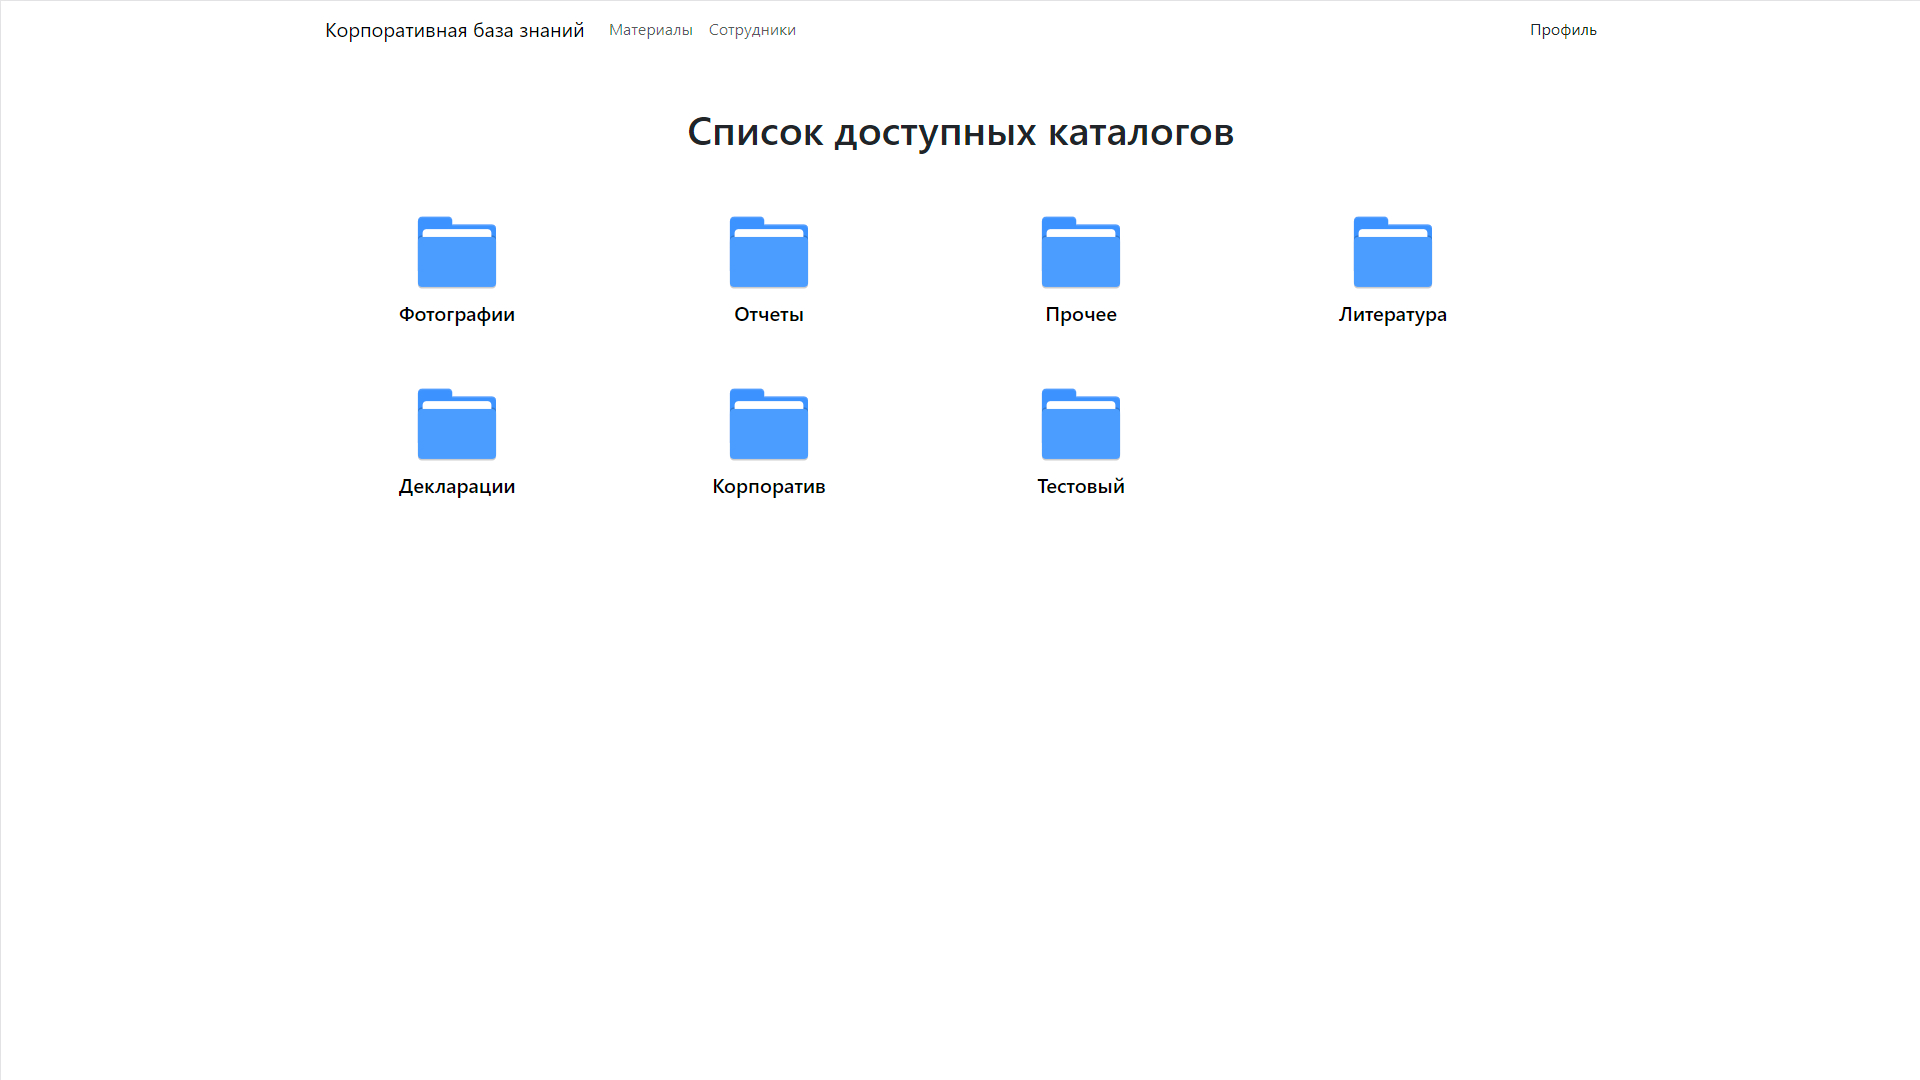 Корпоративная база знаний Материалы Сотрудники Профиль
Список доступных каталогов
Фотографии Отчеты Прочее Литература
Декларации Корпоратив Тестовый